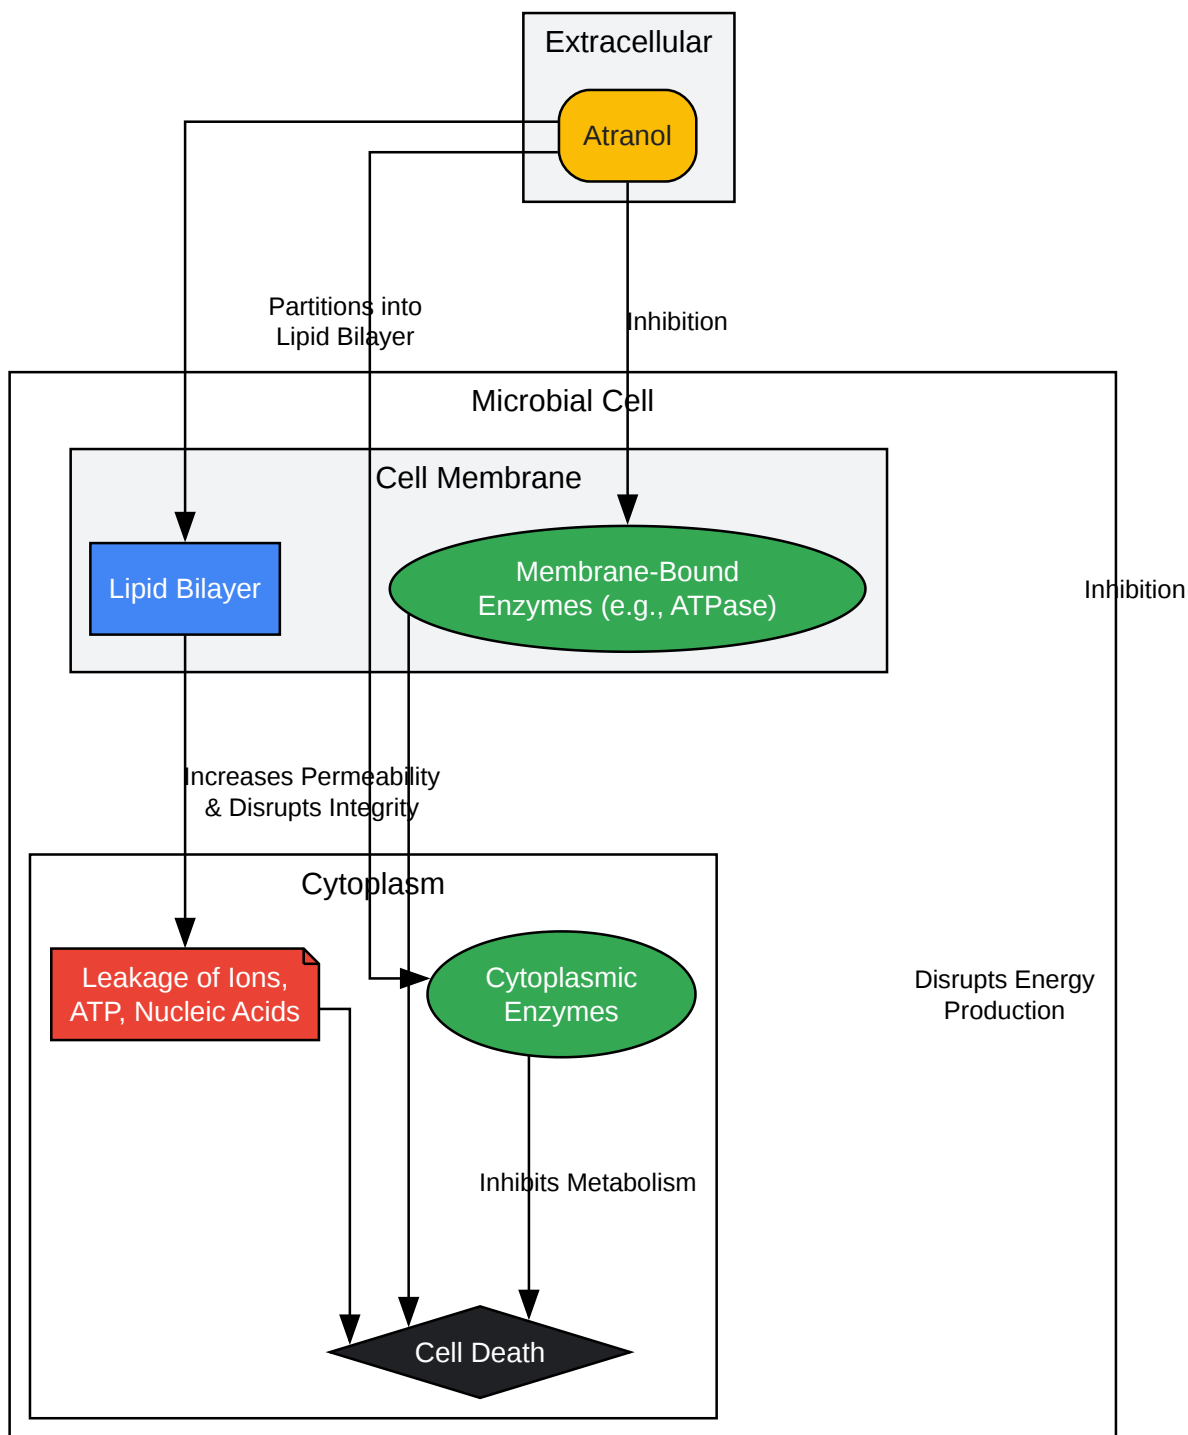 Extracellular
Atranol
Partitions into
Lipid Bilayer
Inhibition
Microbial Cell
Cell Membrane
Lipid Bilayer
Membrane-Bound
Enzymes (e.g., ATPase)
Inhibition
Increases Permeability
& Disrupts Integrity
Cytoplasm
Leakage of Ions,
ATP, Nucleic Acids
Cytoplasmic
Enzymes
Disrupts Energy
Production
Inhibits Metabolism
Cell Death